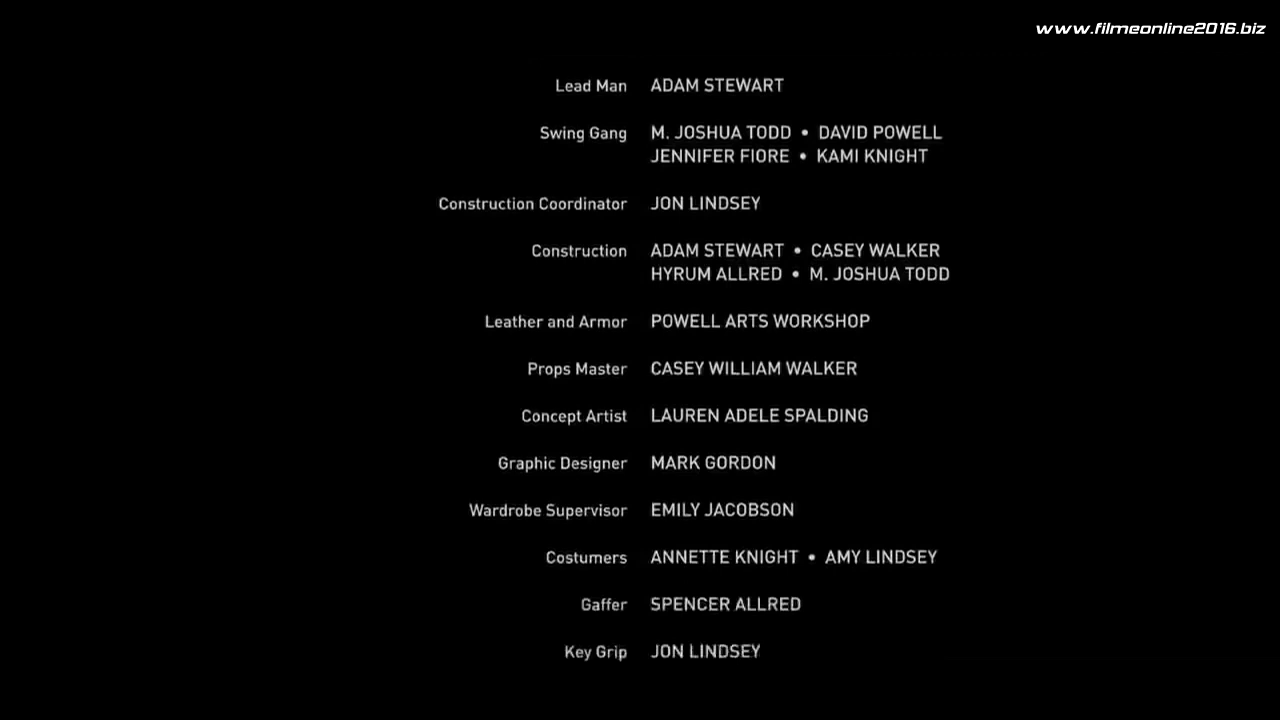 www.filmeonline2016.biz
Lead Man ADAM STEWART
Swing Gang M. JOSHUA TODD • DAVID POWELL
JENNIFER FIORE • KAMI KNIGHT
Construction Coordinator JON LINDSEY
Construction ADAM STEWART • CASEY WALKER
HYRUM ALLRED • M. JOSHUA TODD
Leather and Armor POWELL ARTS WORKSHOP
Props Master CASEY WILLIAM WALKER
Concept Artist LAUREN ADELE SPALDING
Graphic Designer MARK GORDON
Wardrobe Supervisor EMILY JACOBSON
Costumers ANNETTE KNIGHT • AMY LINDSEY
Gaffer SPENCER ALLRED
Key Grip JON LINDSEY